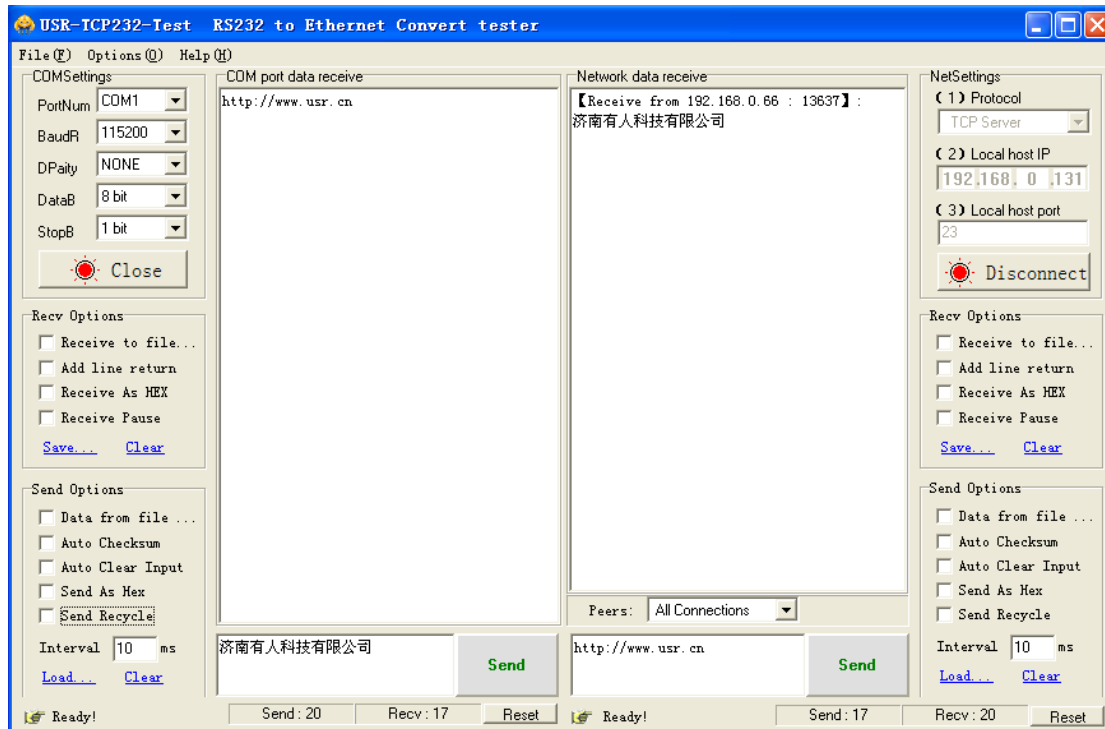 USR-TCP232-Test RS232 to Ethernet Convert tester
File(F) Options(O) Help(H)
COMSettings
PortNum COM1
BaudR 115200
DPaity NONE
DataB 8 bit
StopB 1 bit
Close
Recv Options
Receive to file...
Add line return
Receive As HEX
Receive Pause
Save... Clear
Send Options
Data from file ...
Auto Checksum
Auto Clear Input
Send As Hex
Send Recycle
Interval 10 ms
Load... Clear
COM port data receive
http://www.usr.cn
济南有人科技有限公司
Send
Network data receive
【Receive from 192.168.0.66 : 13637】:
济南有人科技有限公司
Peers: All Connections
http://www.usr.cn
Send
NetSettings
(1) Protocol
TCP Server
(2) Local host IP
192.168. 0 .131
(3) Local host port
23
Disconnect
Recv Options
Receive to file...
Add line return
Receive As HEX
Receive Pause
Save... Clear
Send Options
Data from file ...
Auto Checksum
Auto Clear Input
Send As Hex
Send Recycle
Interval 10 ms
Load... Clear
Ready! Send : 20 Recv : 17 Reset
Ready! Send : 17 Recv : 20 Reset